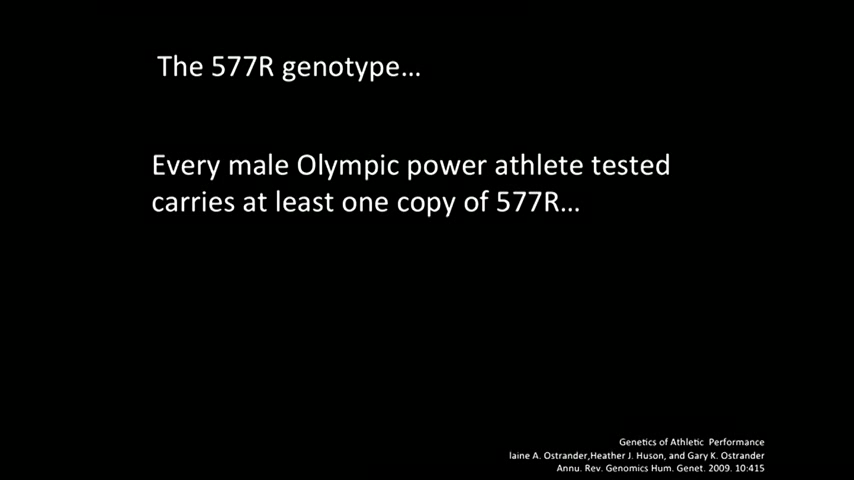 The 577R genotype...
Every male Olympic power athlete tested
carries at least one copy of 577R...
Genetics of Athletic Performance
laine A. Ostrander,Heather J. Huson, and Gary K. Ostrander
Annu. Rev. Genomics Hum. Genet. 2009. 10:415